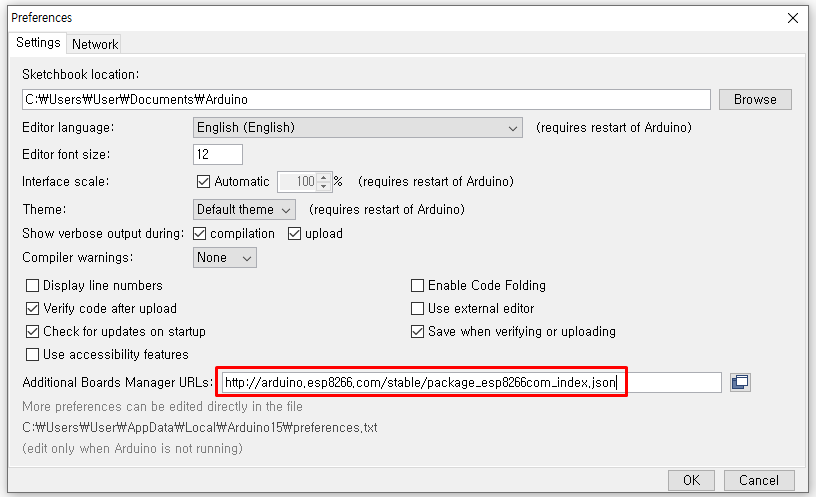 Preferences
Settings Network
Sketchbook location:
C:₩Users₩User₩Documents₩Arduino Browse
Editor language: English (English) (requires restart of Arduino)
Editor font size: 12
Interface scale: Automatic 100 % (requires restart of Arduino)
Theme: Default theme (requires restart of Arduino)
Show verbose output during: compilation upload
Compiler warnings: None
Display line numbers Enable Code Folding
Verify code after upload Use external editor
Check for updates on startup Save when verifying or uploading
Use accessibility features
Additional Boards Manager URLs: http://arduino.esp8266.com/stable/package_esp8266com_index.json
More preferences can be edited directly in the file
C:₩Users₩User₩AppData₩Local₩Arduino15₩preferences.txt
(edit only when Arduino is not running)
OK Cancel